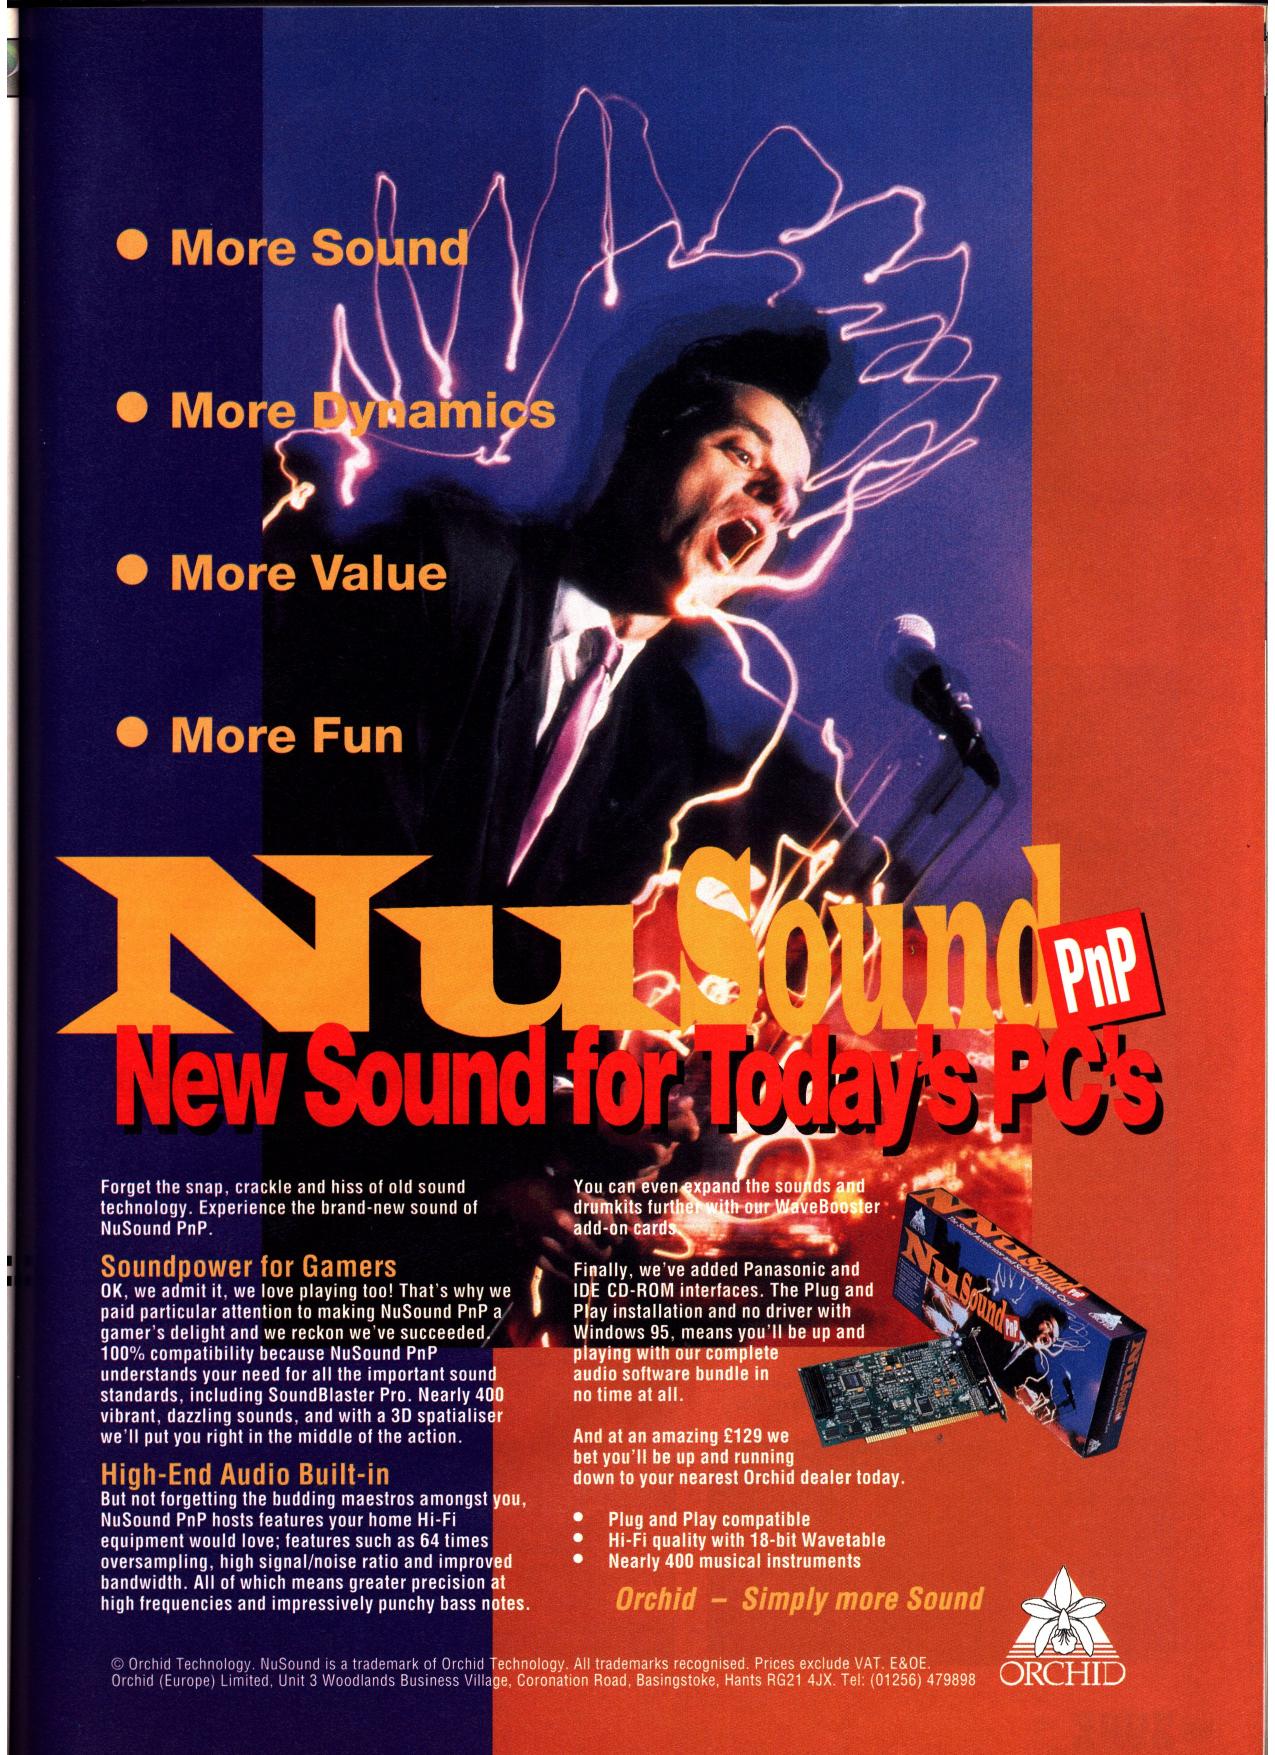 ● More Sound
● More Dynamics
● More Value
● More Fun
NuSound PnP
New Sound for Today's PC's
Forget the snap, crackle and hiss of old sound
technology. Experience the brand-new sound of
NuSound PnP.
Soundpower for Gamers
OK, we admit it, we love playing too! That's why we
paid particular attention to making NuSound PnP a
gamer's delight and we reckon we've succeeded.
100% compatibility because NuSound PnP
understands your need for all the important sound
standards, including SoundBlaster Pro. Nearly 400
vibrant, dazzling sounds, and with a 3D spatialiser
we'll put you right in the middle of the action.
High-End Audio Built-in
But not forgetting the budding maestros amongst you,
NuSound PnP hosts features your home Hi-Fi
equipment would love; features such as 64 times
oversampling, high signal/noise ratio and improved
bandwidth. All of which means greater precision at
high frequencies and impressively punchy bass notes.
You can even expand the sounds and
drumkits further with our WaveBooster
add-on cards.
Finally, we've added Panasonic and
IDE CD-ROM interfaces. The Plug and
Play installation and no driver with
Windows 95, means you'll be up and
playing with our complete
audio software bundle in
no time at all.
And at an amazing £129 we
bet you'll be up and running
down to your nearest Orchid dealer today.
● Plug and Play compatible
● Hi-Fi quality with 18-bit Wavetable
● Nearly 400 musical instruments
Orchid – Simply more Sound
NuSound PnP
NuSound PnP
NuSound
ORCHID
© Orchid Technology. NuSound is a trademark of Orchid Technology. All trademarks recognised. Prices exclude VAT. E&OE.
Orchid (Europe) Limited, Unit 3 Woodlands Business Village, Coronation Road, Basingstoke, Hants RG21 4JX. Tel: (01256) 479898